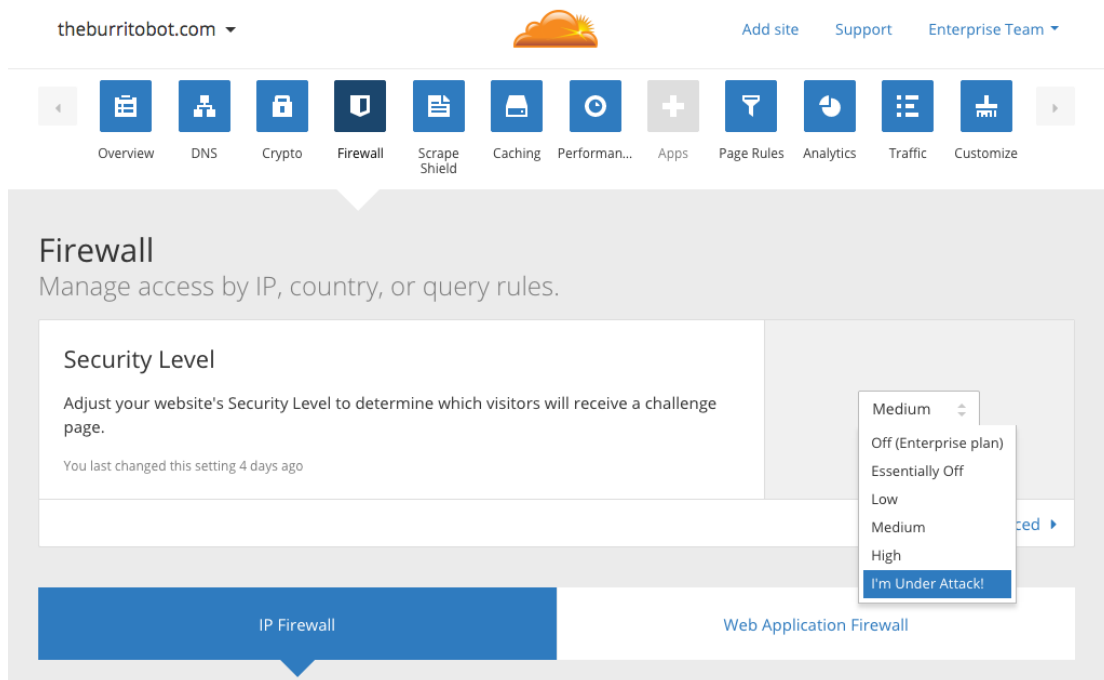 theburritobot.com
Add site
Support
Enterprise Team
Overview
DNS
Crypto
Firewall
Scrape
Shield
Caching
Performan...
Apps
Page Rules
Analytics
Traffic
Customize
Firewall
Manage access by IP, country, or query rules.
Security Level
Adjust your website's Security Level to determine which visitors will receive a challenge
page.
You last changed this setting 4 days ago
Medium
Off (Enterprise plan)
Essentially Off
Low
Medium
High
I'm Under Attack!
ced
IP Firewall
Web Application Firewall